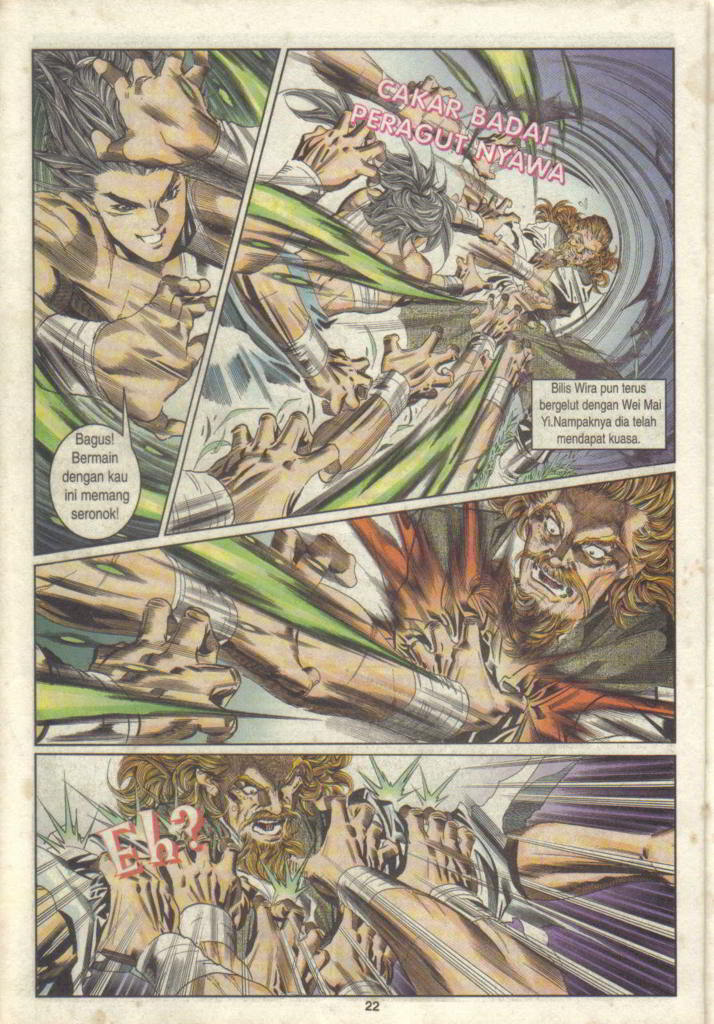 CAKAR BADAI
PERAGUT NYAWA
Bagus!
Bermain
dengan kau
ini memang
seronok!
Bilis Wira pun terus
bergelut dengan Wei Mai
Yi.Nampaknya dia telah
mendapat kuasa.
Eh?
22